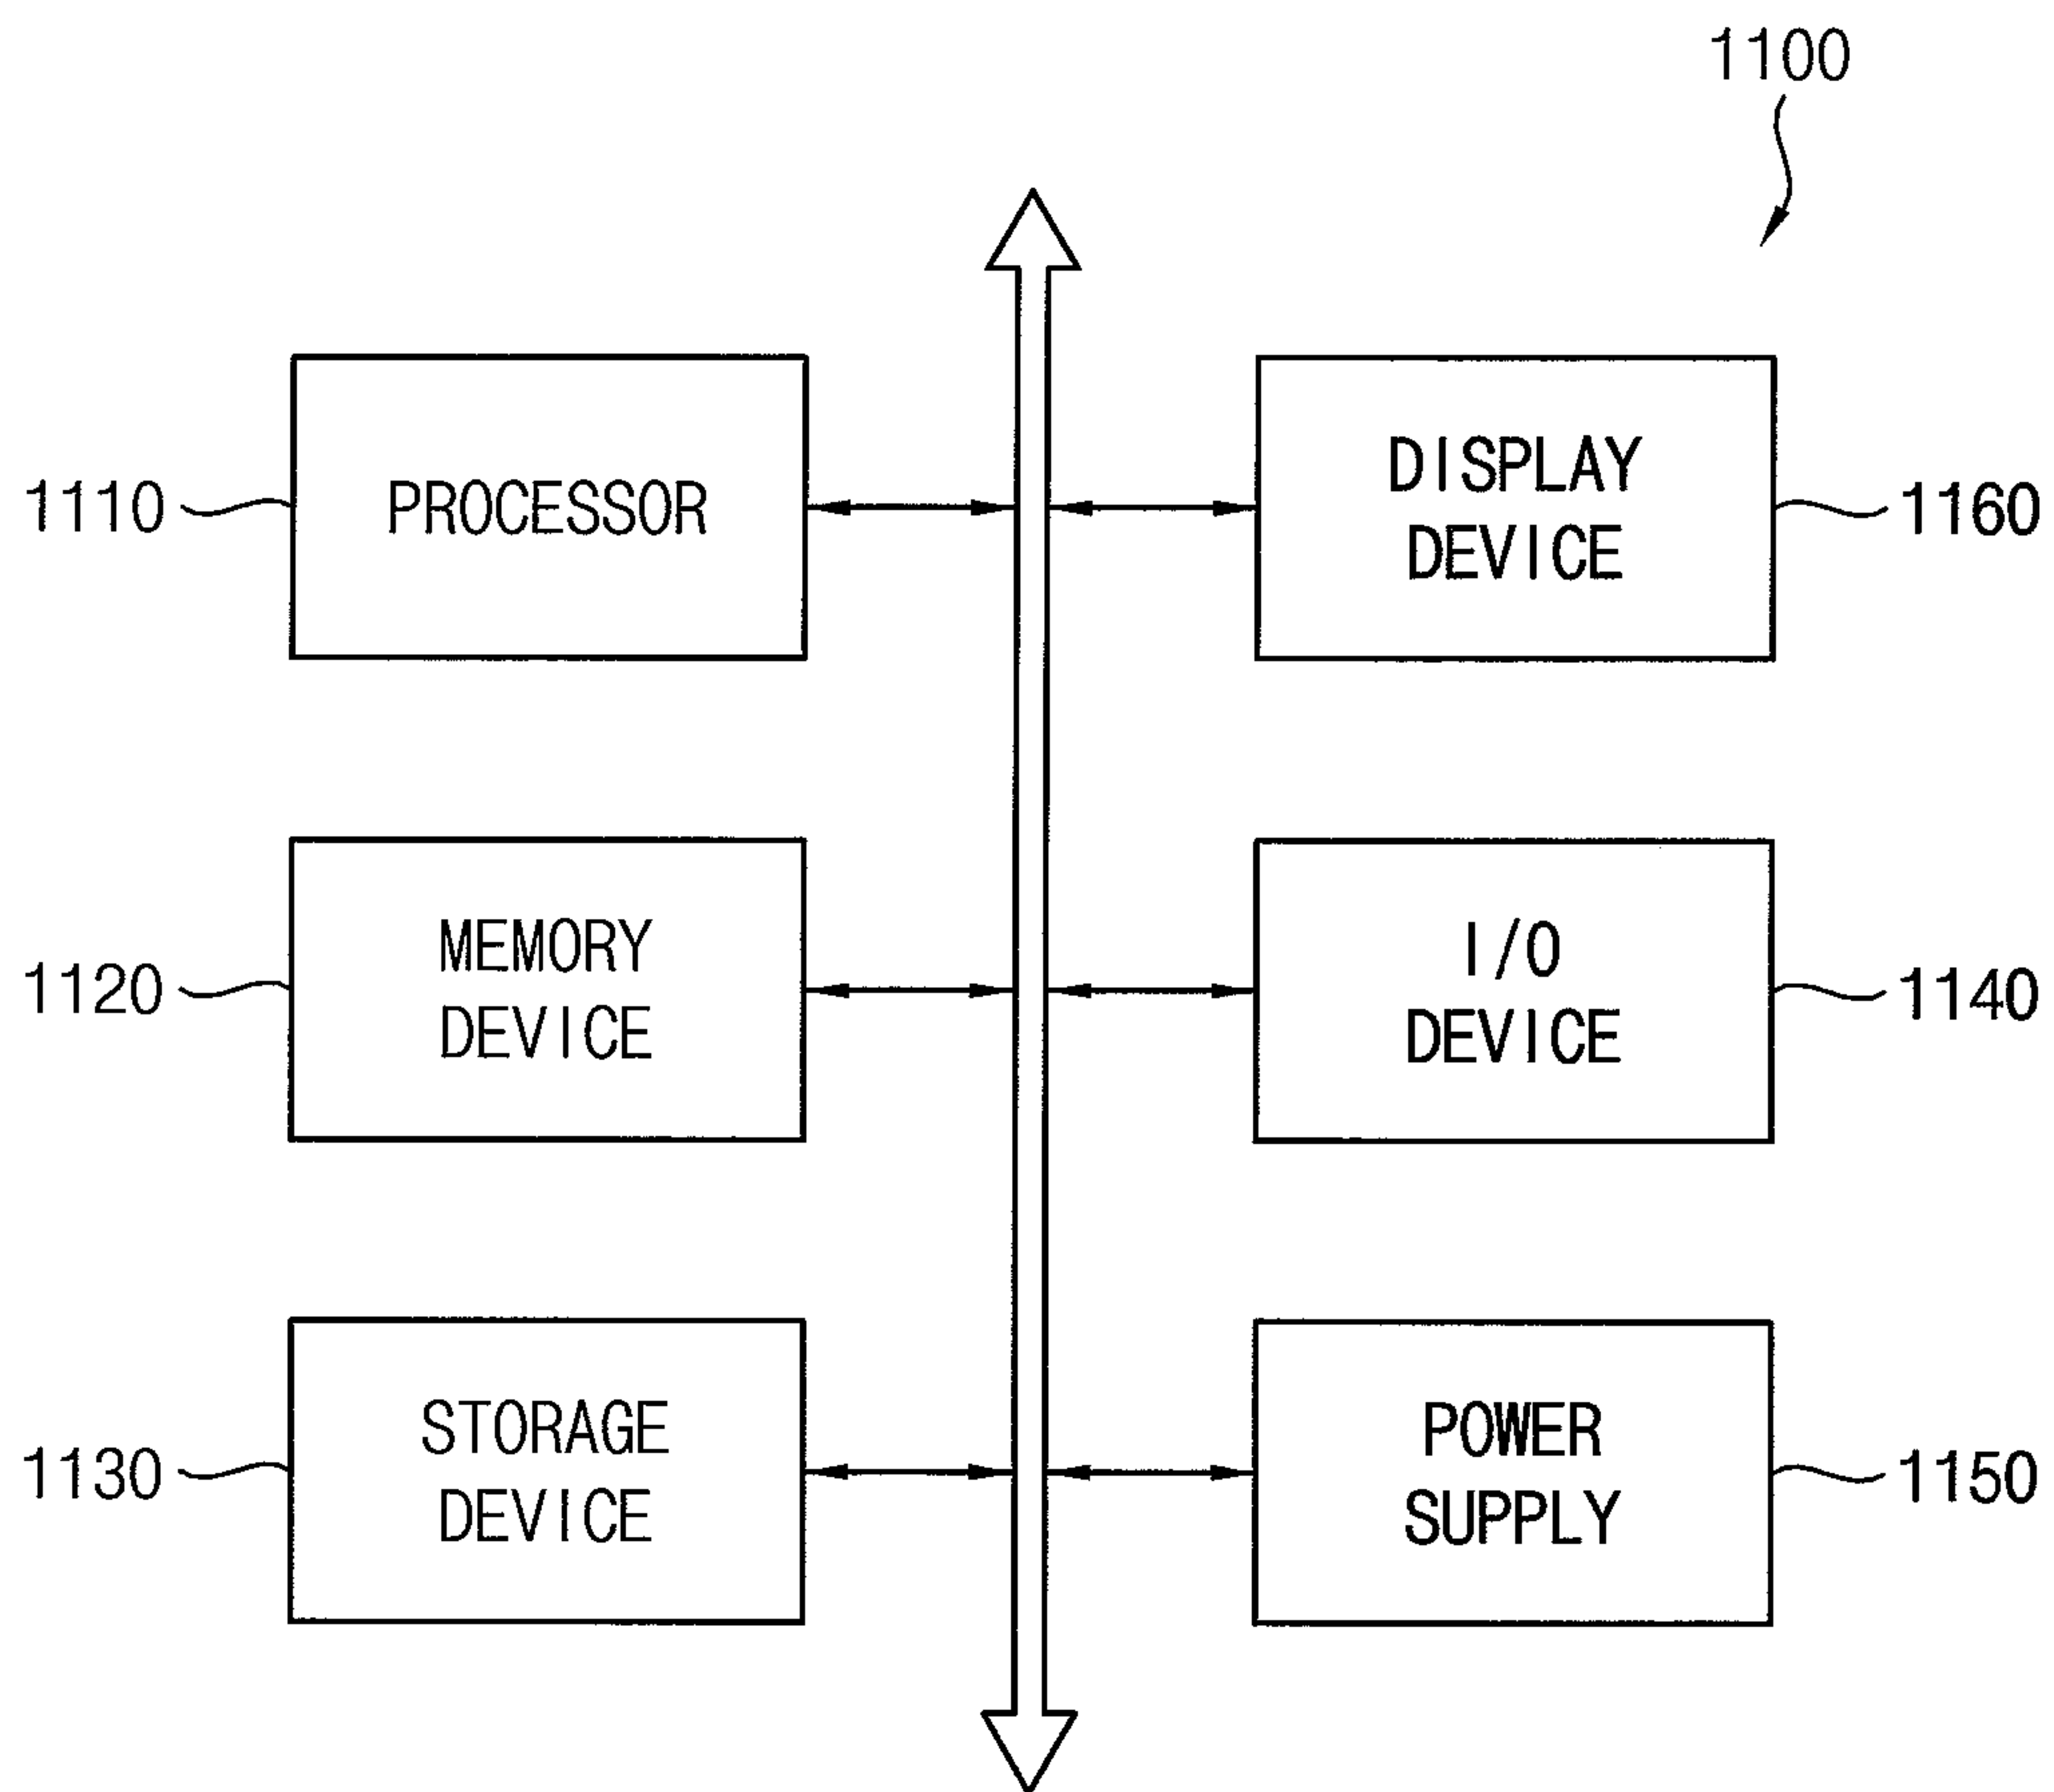 1100
1110
PROCESSOR
DISPLAY
DEVICE
1160
1120
MEMORY
DEVICE
I/O
DEVICE
1140
1130
STORAGE
DEVICE
POWER
SUPPLY
1150